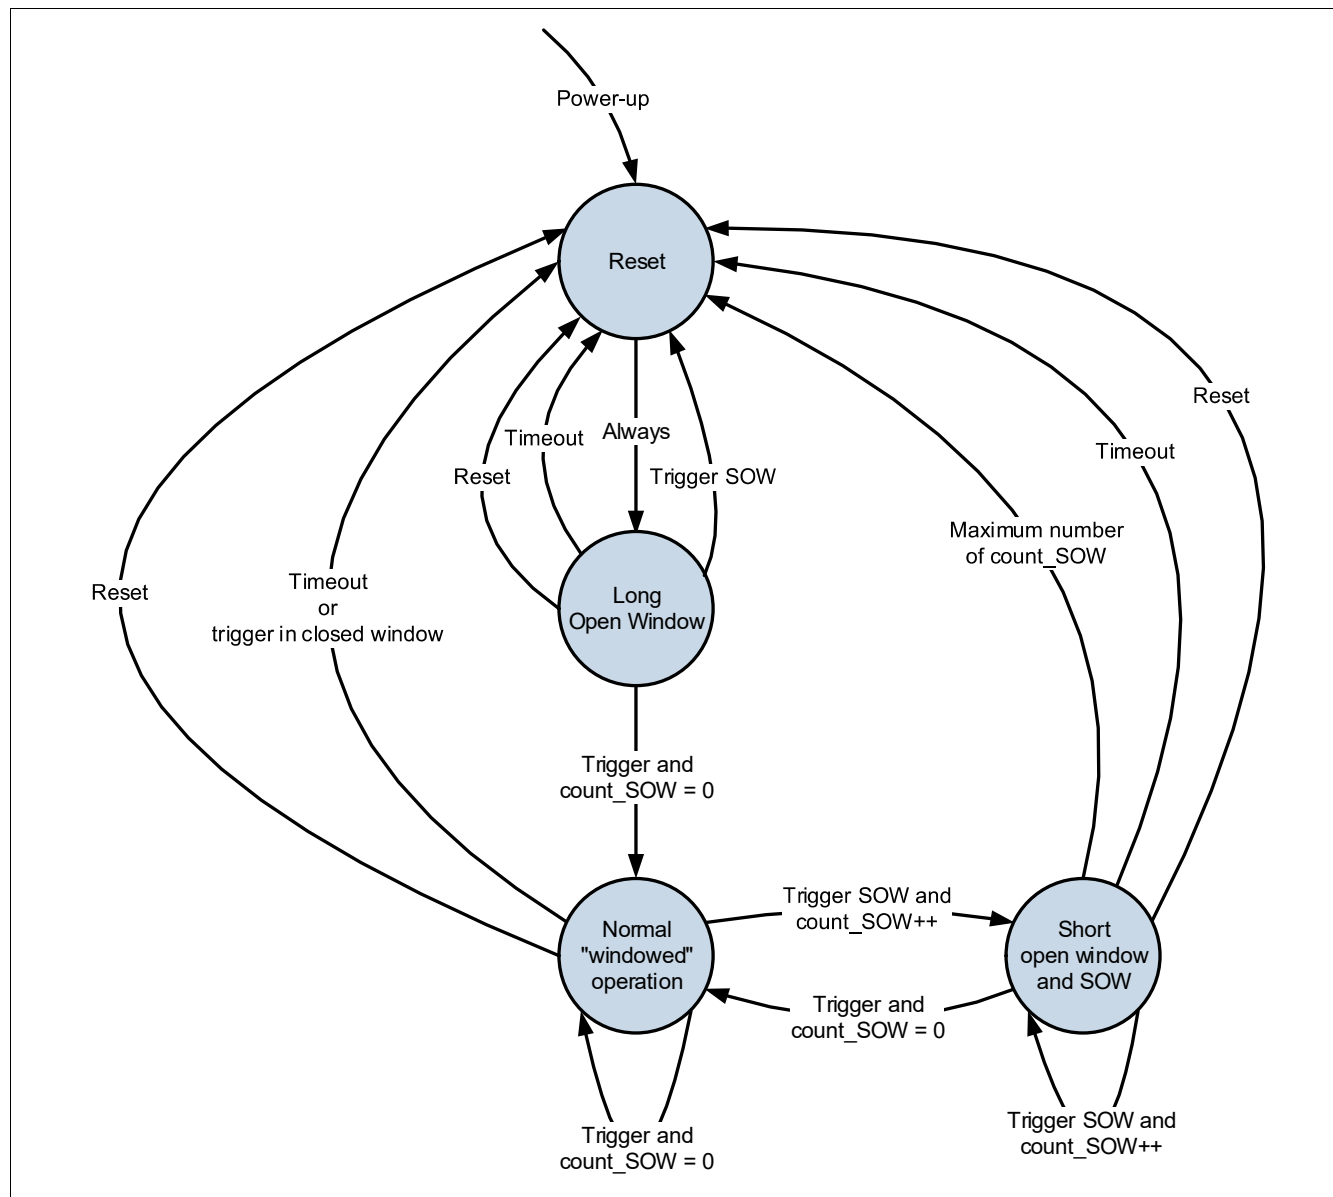 Power-up
Reset
Reset
Timeout
Always
Timeout
Reset
Trigger SOW
Maximum number
of count_SOW
Reset
Timeout
or
trigger in closed window
Long
Open Window
Trigger and
count_SOW = 0
Trigger SOW and
count_SOW++
Normal
"windowed"
operation
Short
open window
and SOW
Trigger and
count_SOW = 0
Trigger SOW and
count_SOW++
Trigger and
count_SOW = 0